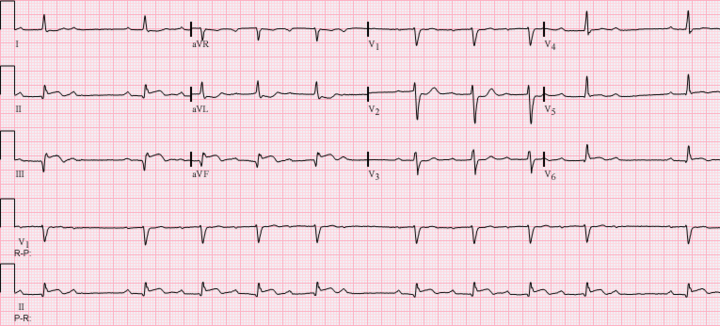 I aVR V1 V4
II aVL V2 V5
III aVF V3 V6
V1
R-P:
II
P-R: